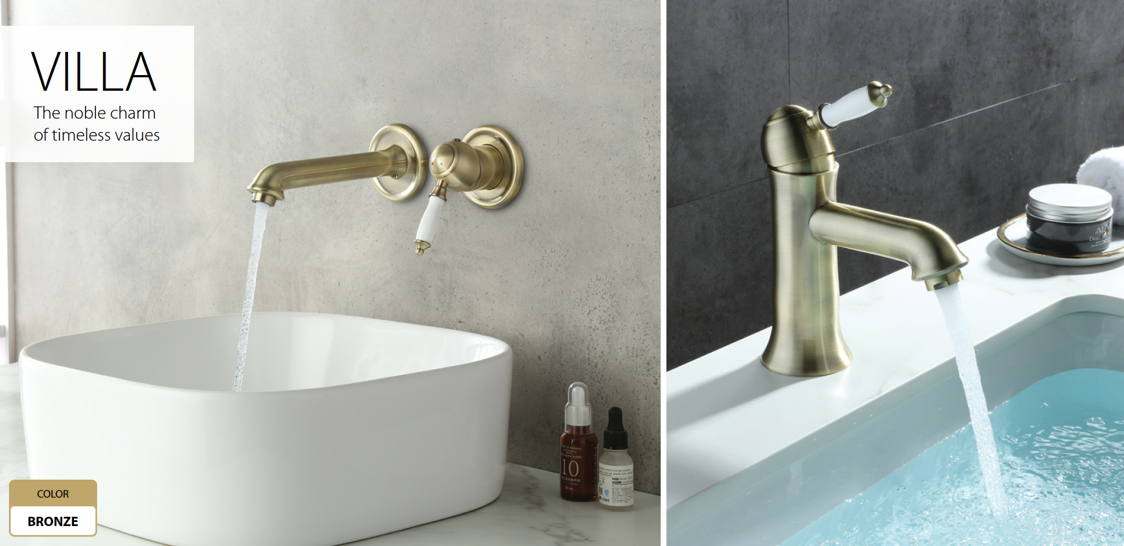 VILLA
The noble charm
of timeless values
10
COLOR
BRONZE